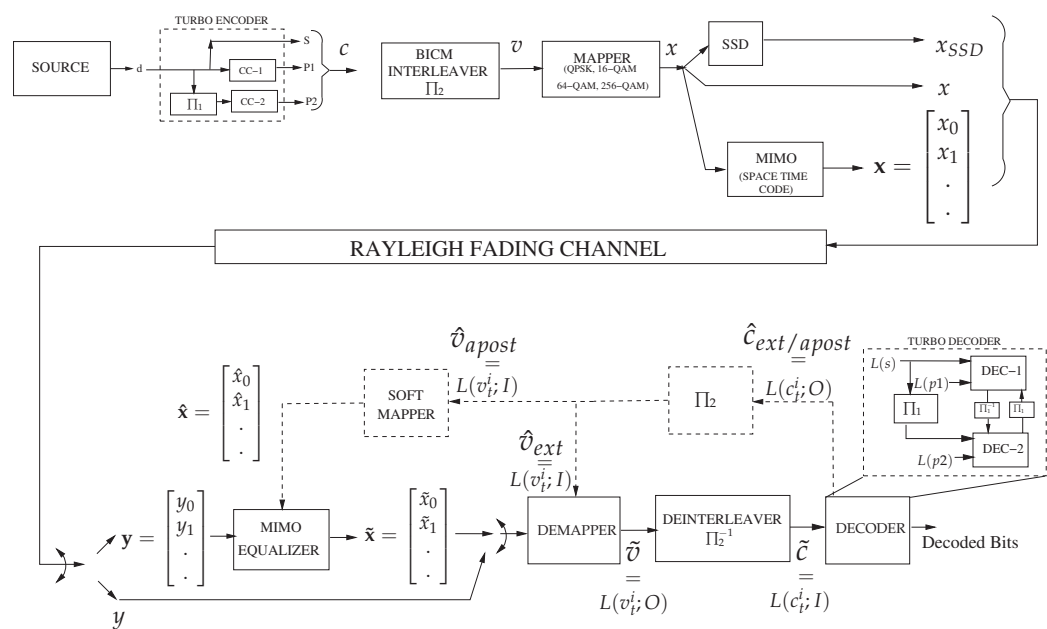 TURBO ENCODER
SOURCE
d
CC-1
Π₁
CC-2
S
P1
P2
c
BICM
INTERLEAVER
Π₂
v
MAPPER
(QPSK, 16-QAM
64-QAM, 256-QAM)
x
SSD
x_SSD
x
MIMO
(SPACE TIME
CODE)
x =
x₀
x₁
.
.
RAYLEIGH FADING CHANNEL
x̂ =
x̂₀
x̂₁
.
.
SOFT
MAPPER
v̂_apost
=
L(v_t^i; I)
Π₂
ĉ_ext/apost
=
L(c_t^i; O)
v̂_ext
=
L(v_t^i; I)
TURBO DECODER
L(s)
DEC-1
L(p1)
Π₁
Π₁⁻¹
Π₁
DEC-2
L(p2)
y =
y₀
y₁
.
.
MIMO
EQUALIZER
x̃ =
x̃₀
x̃₁
.
.
DEMAPPER
ṽ
=
L(v_t^i; O)
DEINTERLEAVER
Π₂⁻¹
c̃
=
L(c_t^i; I)
DECODER
Decoded Bits
y